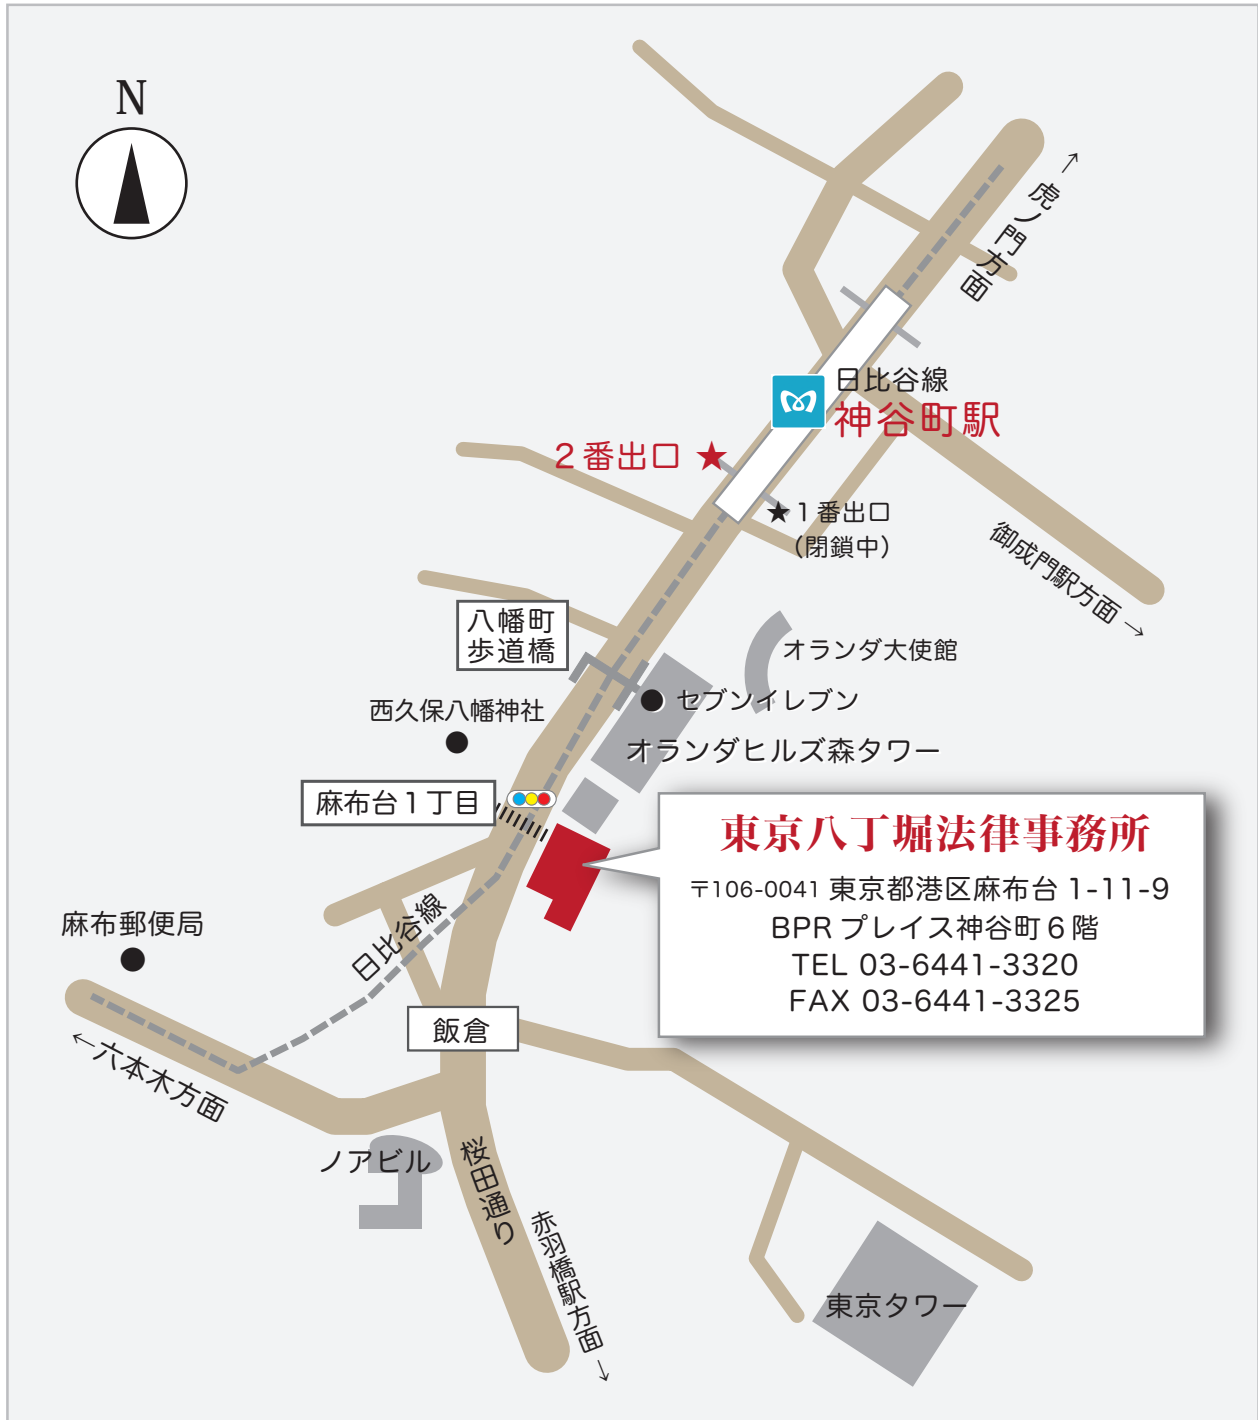 N
↑
虎ノ門方面
日比谷線
神谷町駅
２番出口 ★
★１番出口
（閉鎖中）
御成門駅方面→
八幡町
歩道橋
オランダ大使館
セブンイレブン
西久保八幡神社
オランダヒルズ森タワー
麻布台１丁目
東京八丁堀法律事務所
〒106-0041 東京都港区麻布台 1-11-9
BPR プレイス神谷町６階
TEL 03-6441-3320
FAX 03-6441-3325
麻布郵便局
日比谷線
飯倉
←六本木方面
ノアビル
桜田通り
赤羽橋駅方面→
東京タワー